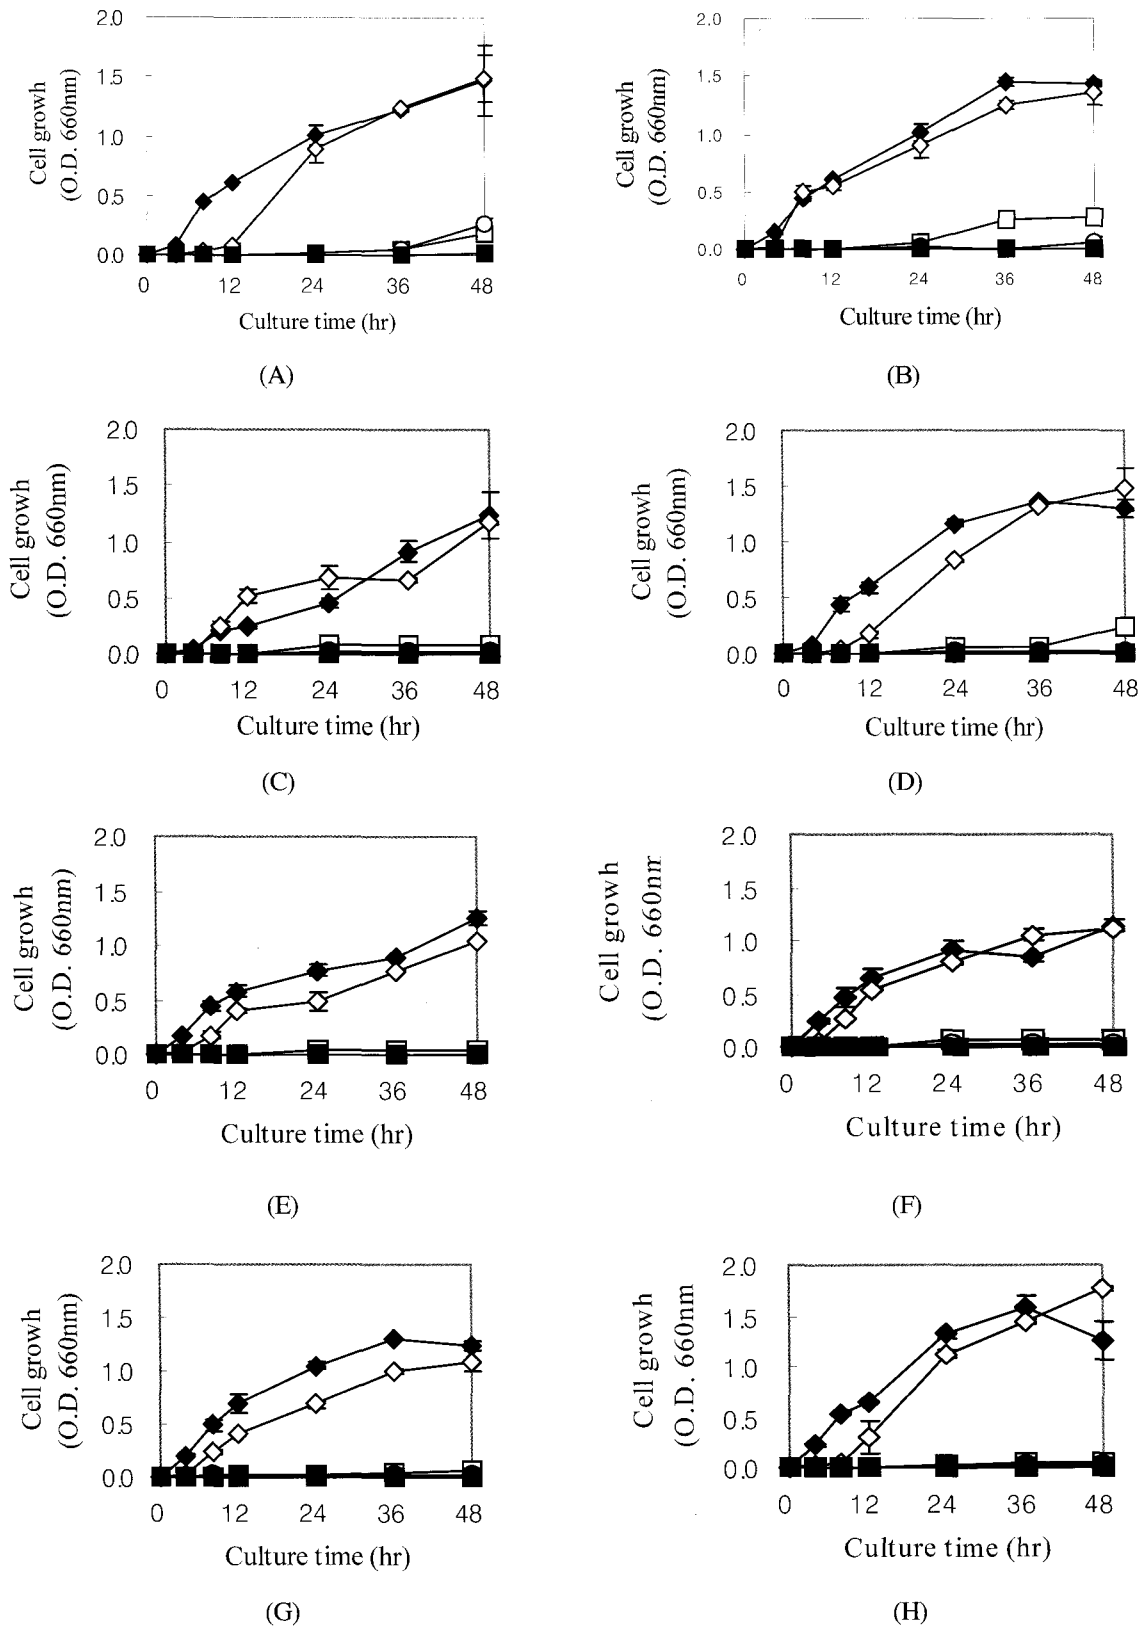 2.0 2.0
1.5 1.5
1.0 1.0
0.5 0.5
0.0 0.0
Cell growth
(O.D. 660nm)
Cell growth
(O.D. 660nm)
0 12 24 36 48
0 12 24 36 48
Culture time (hr)
Culture time (hr)
(A)
(B)
2.0 2.0
1.5 1.5
1.0 1.0
0.5 0.5
0.0 0.0
Cell growth
(O.D. 660nm)
Cell growth
(O.D. 660nm)
0 12 24 36 48
0 12 24 36 48
Culture time (hr)
Culture time (hr)
(C)
(D)
2.0 2.0
1.5 1.5
1.0 1.0
0.5 0.5
0.0 0.0
Cell growth
(O.D. 660nm)
Cell growth
(O.D. 660nm
0 12 24 36 48
0 12 24 36 48
Culture time (hr)
Culture time (hr)
(E)
(F)
2.0 2.0
1.5 1.5
1.0 1.0
0.5 0.5
0.0 0.0
Cell growth
(O.D. 660nm)
Cell growth
(O.D. 660nm
0 12 24 36 48
0 12 24 36 48
Culture time (hr)
Culture time (hr)
(G)
(H)